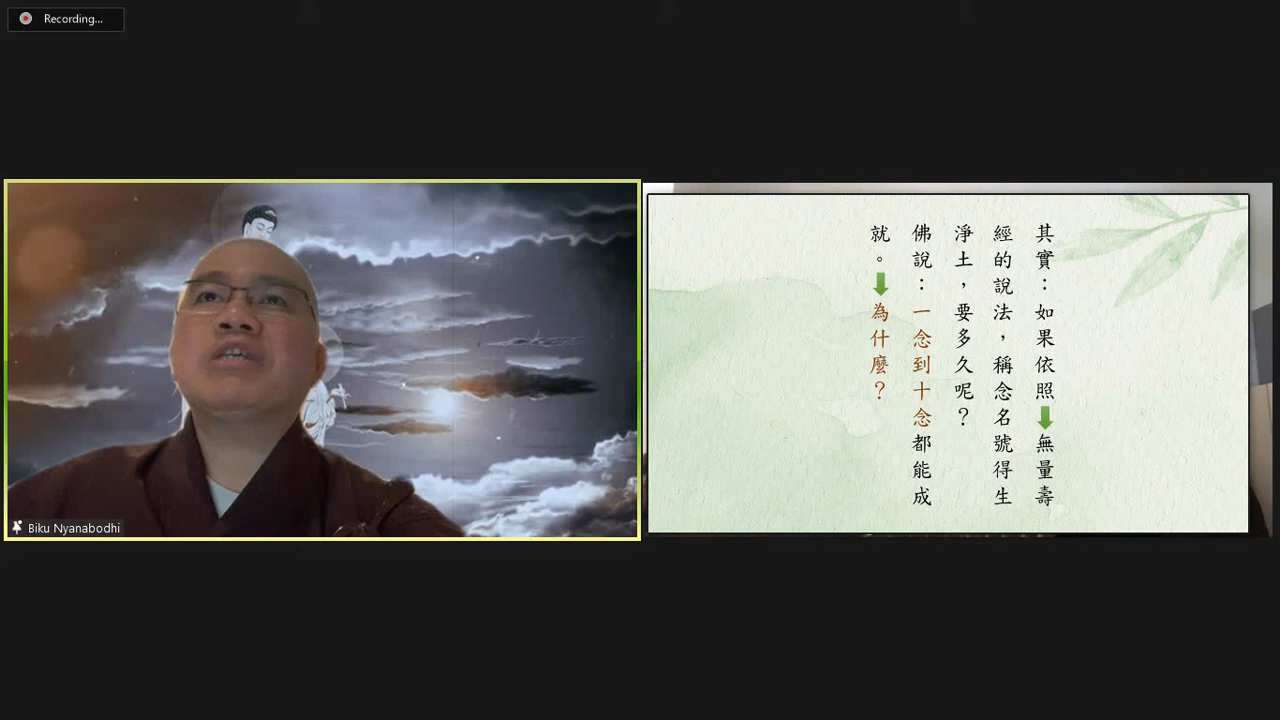 Recording...
Biku Nyanabodhi
其實：如果依照⬇無量壽
經的說法，稱念名號得生
淨土，要多久呢？
佛說：一念到十念都能成
就。⬇為什麼？